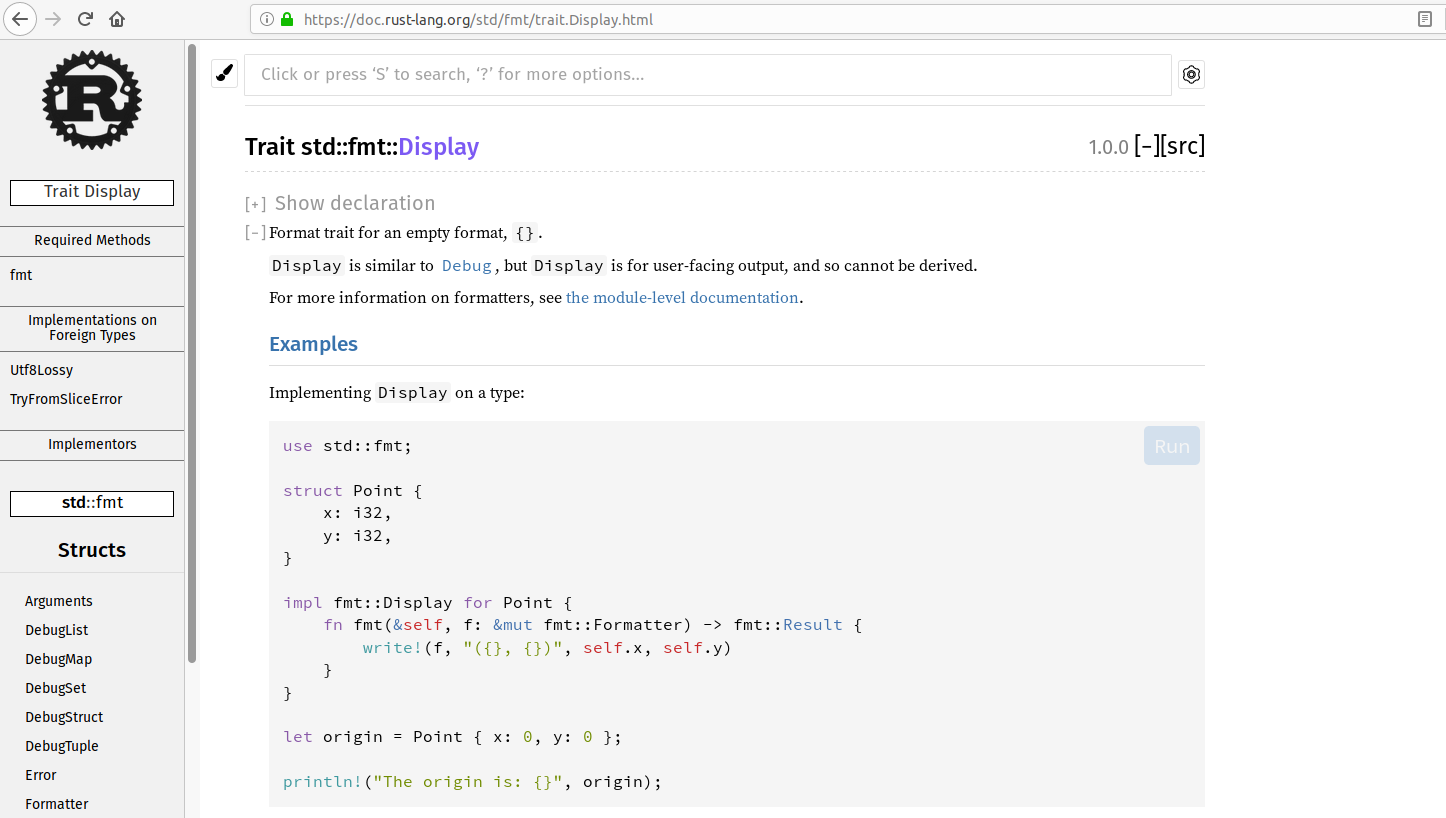 https://doc.rust-lang.org/std/fmt/trait.Display.html
R
Trait Display
Required Methods
fmt
Implementations on
Foreign Types
Utf8Lossy
TryFromSliceError
Implementors
std::fmt
Structs
Arguments
DebugList
DebugMap
DebugSet
DebugStruct
DebugTuple
Error
Formatter
Click or press ‘S’ to search, ‘?’ for more options…
Trait std::fmt::Display 1.0.0 [-][src]
[+] Show declaration
[-] Format trait for an empty format, {}.
Display is similar to Debug, but Display is for user-facing output, and so cannot be derived.
For more information on formatters, see the module-level documentation.
Examples
Implementing Display on a type:
Run
use std::fmt;
struct Point {
    x: i32,
    y: i32,
}
impl fmt::Display for Point {
    fn fmt(&self, f: &mut fmt::Formatter) -> fmt::Result {
        write!(f, "({}, {})", self.x, self.y)
    }
}
let origin = Point { x: 0, y: 0 };
println!("The origin is: {}", origin);